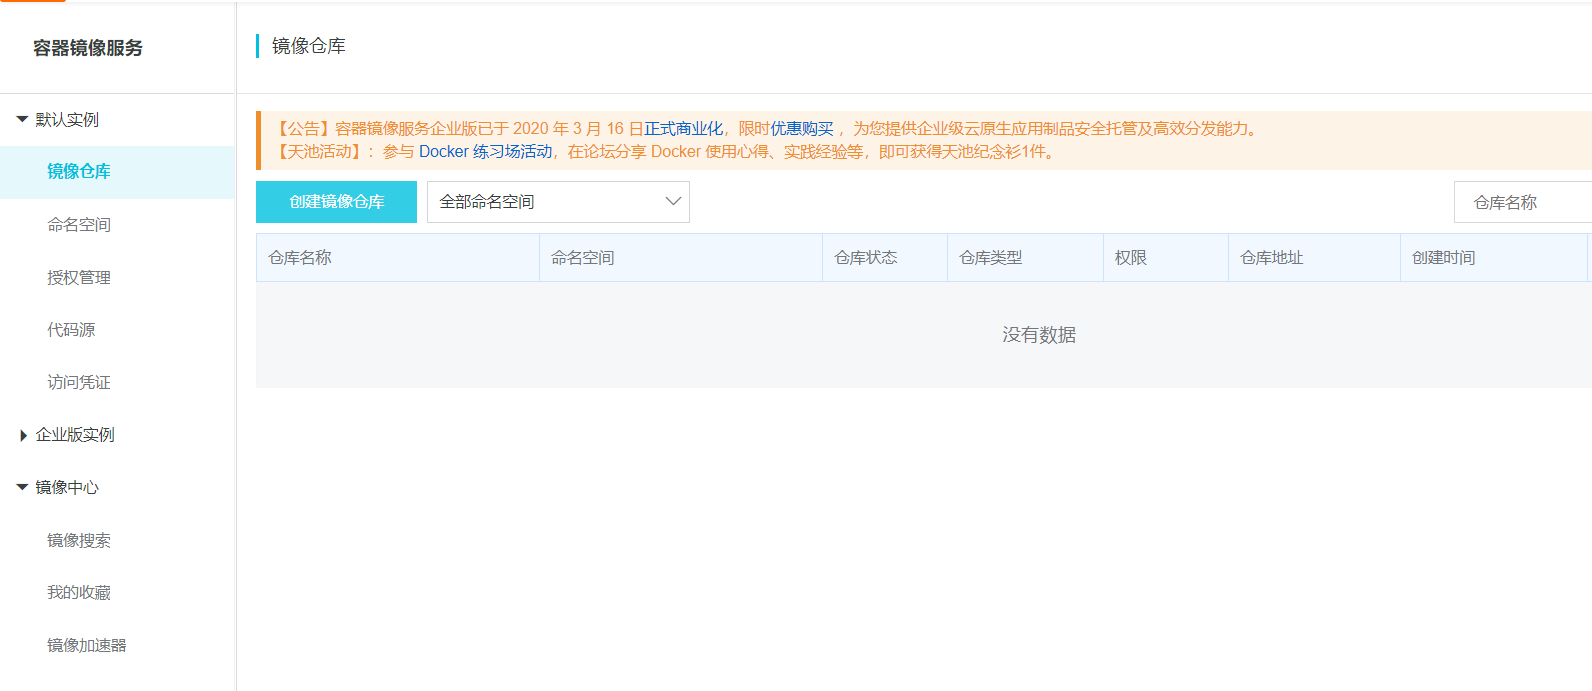 容器镜像服务
默认实例
镜像仓库
命名空间
授权管理
代码源
访问凭证
企业版实例
镜像中心
镜像搜索
我的收藏
镜像加速器
镜像仓库
【公告】容器镜像服务企业版已于 2020 年 3 月 16 日正式商业化，限时优惠购买 ，为您提供企业级云原生应用制品安全托管及高效分发能力。
【天池活动】：参与 Docker 练习场活动，在论坛分享 Docker 使用心得、实践经验等，即可获得天池纪念衫1件。
创建镜像仓库 全部命名空间 仓库名称
仓库名称 命名空间 仓库状态 仓库类型 权限 仓库地址 创建时间
没有数据